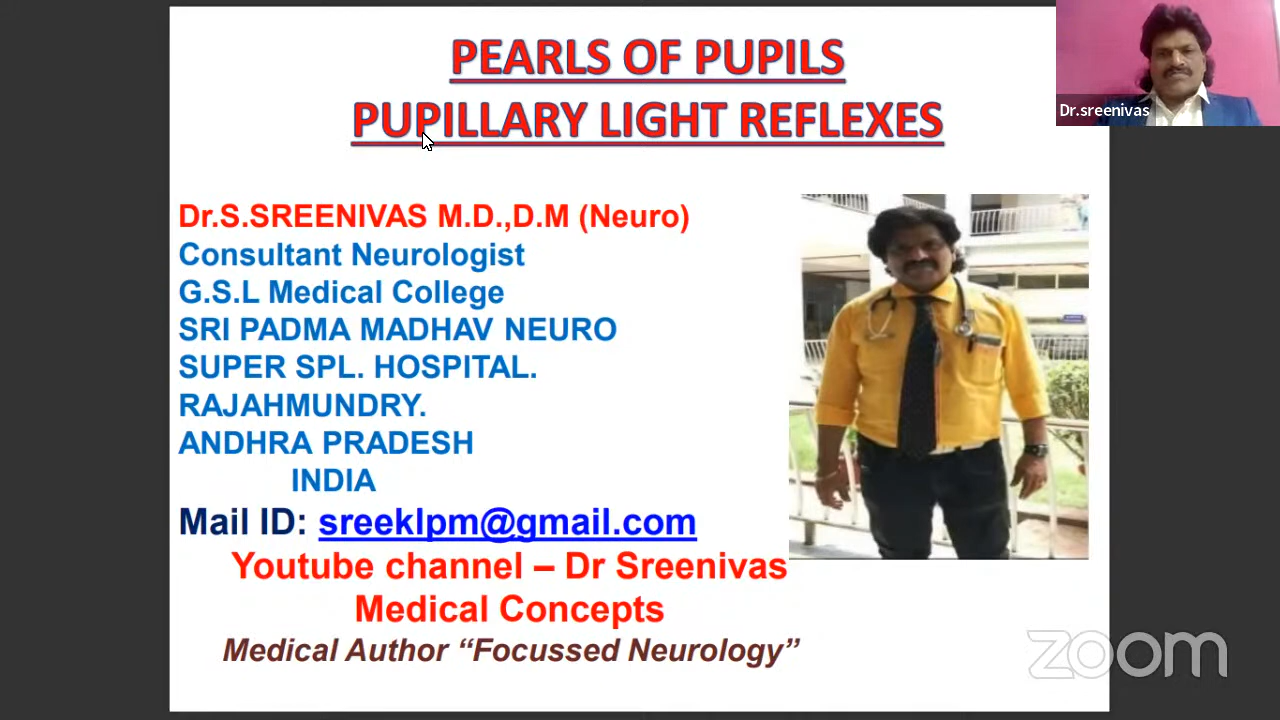 PEARLS OF PUPILS
PUPILLARY LIGHT REFLEXES
Dr.sreenivas
Dr.S.SREENIVAS M.D.,D.M (Neuro)
Consultant Neurologist
G.S.L Medical College
SRI PADMA MADHAV NEURO
SUPER SPL. HOSPITAL.
RAJAHMUNDRY.
ANDHRA PRADESH
INDIA
Mail ID: sreeklpm@gmail.com
Youtube channel – Dr Sreenivas
Medical Concepts
Medical Author “Focussed Neurology”
zoom